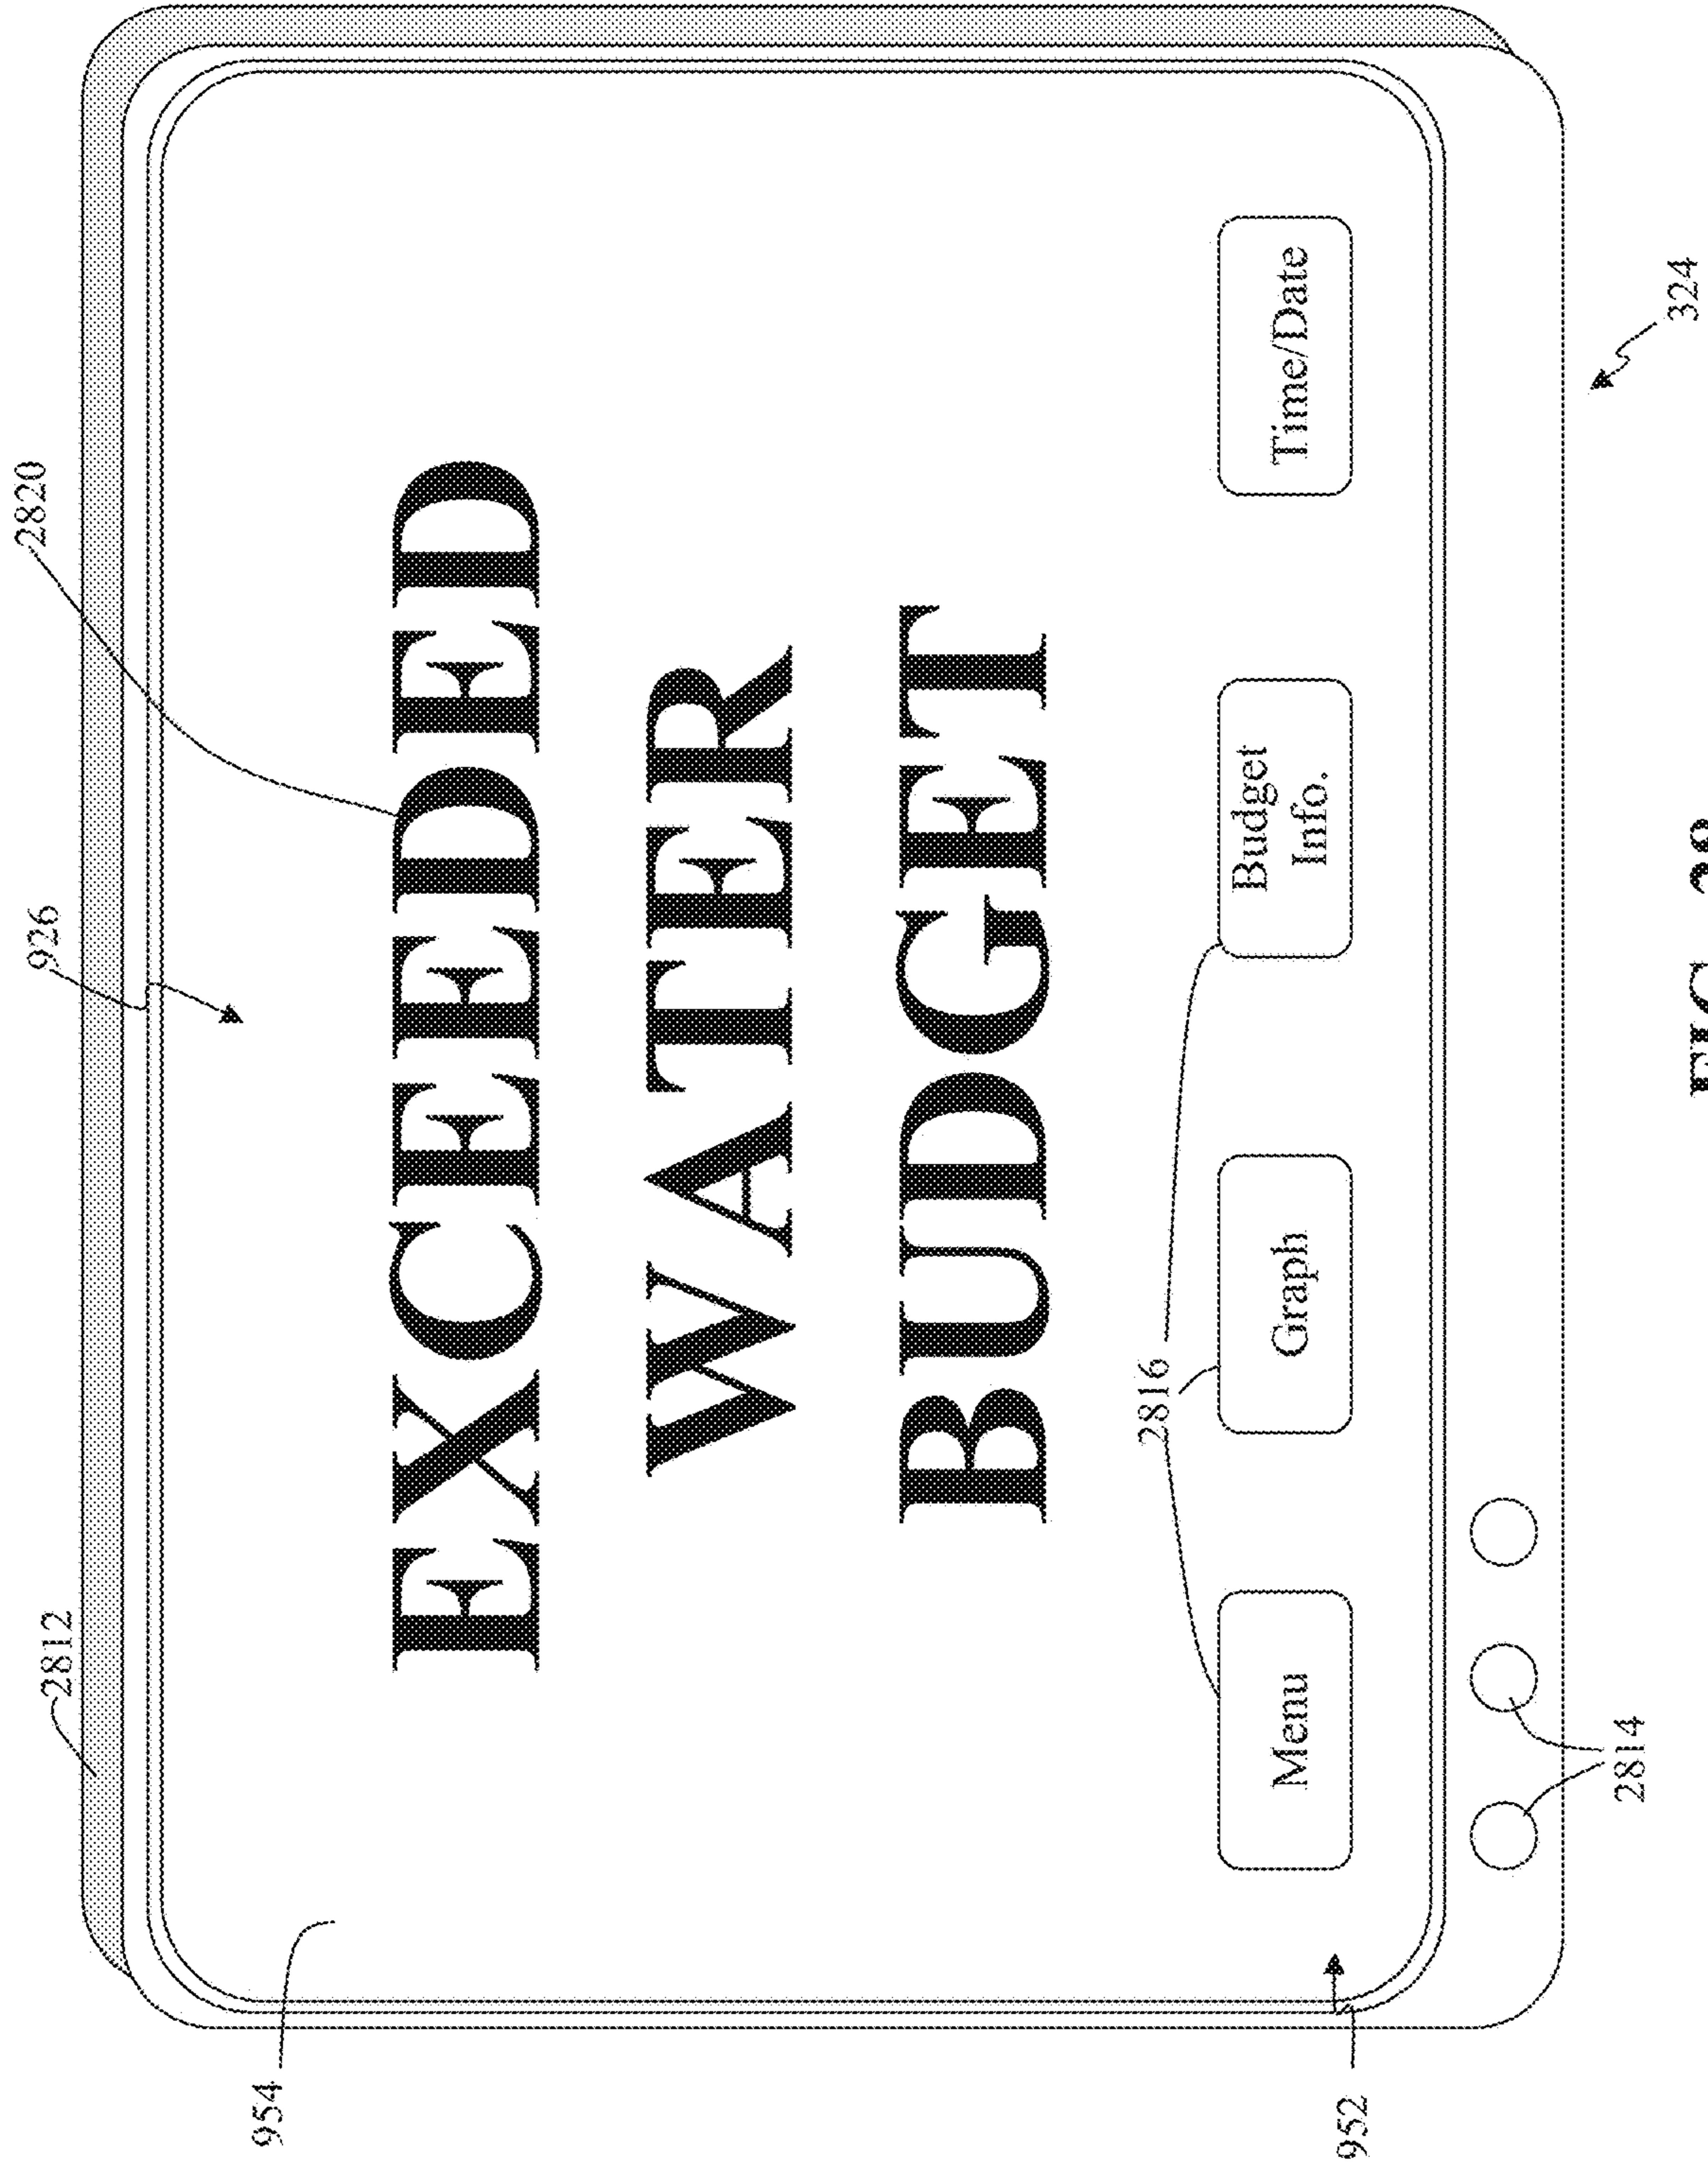 2820
926
2812
EXCEEDED
WATER
BUDGET
954
2816
Menu
Graph
Budget
Info.
Time/Date
952
2814
324